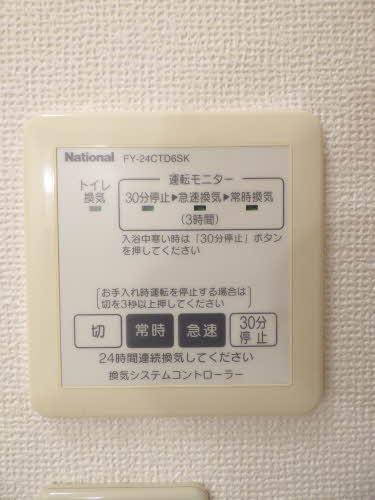 National FY-24CTD6SK
トイレ
換気
運転モニター
30分停止▶急速換気▶常時換気
(3時間)
入浴中寒い時は「30分停止」ボタン
を押してください
お手入れ時運転を停止する場合は
切を3秒以上押してください
切 常時 急速 30分
停止
24時間連続換気してください
換気システムコントローラー